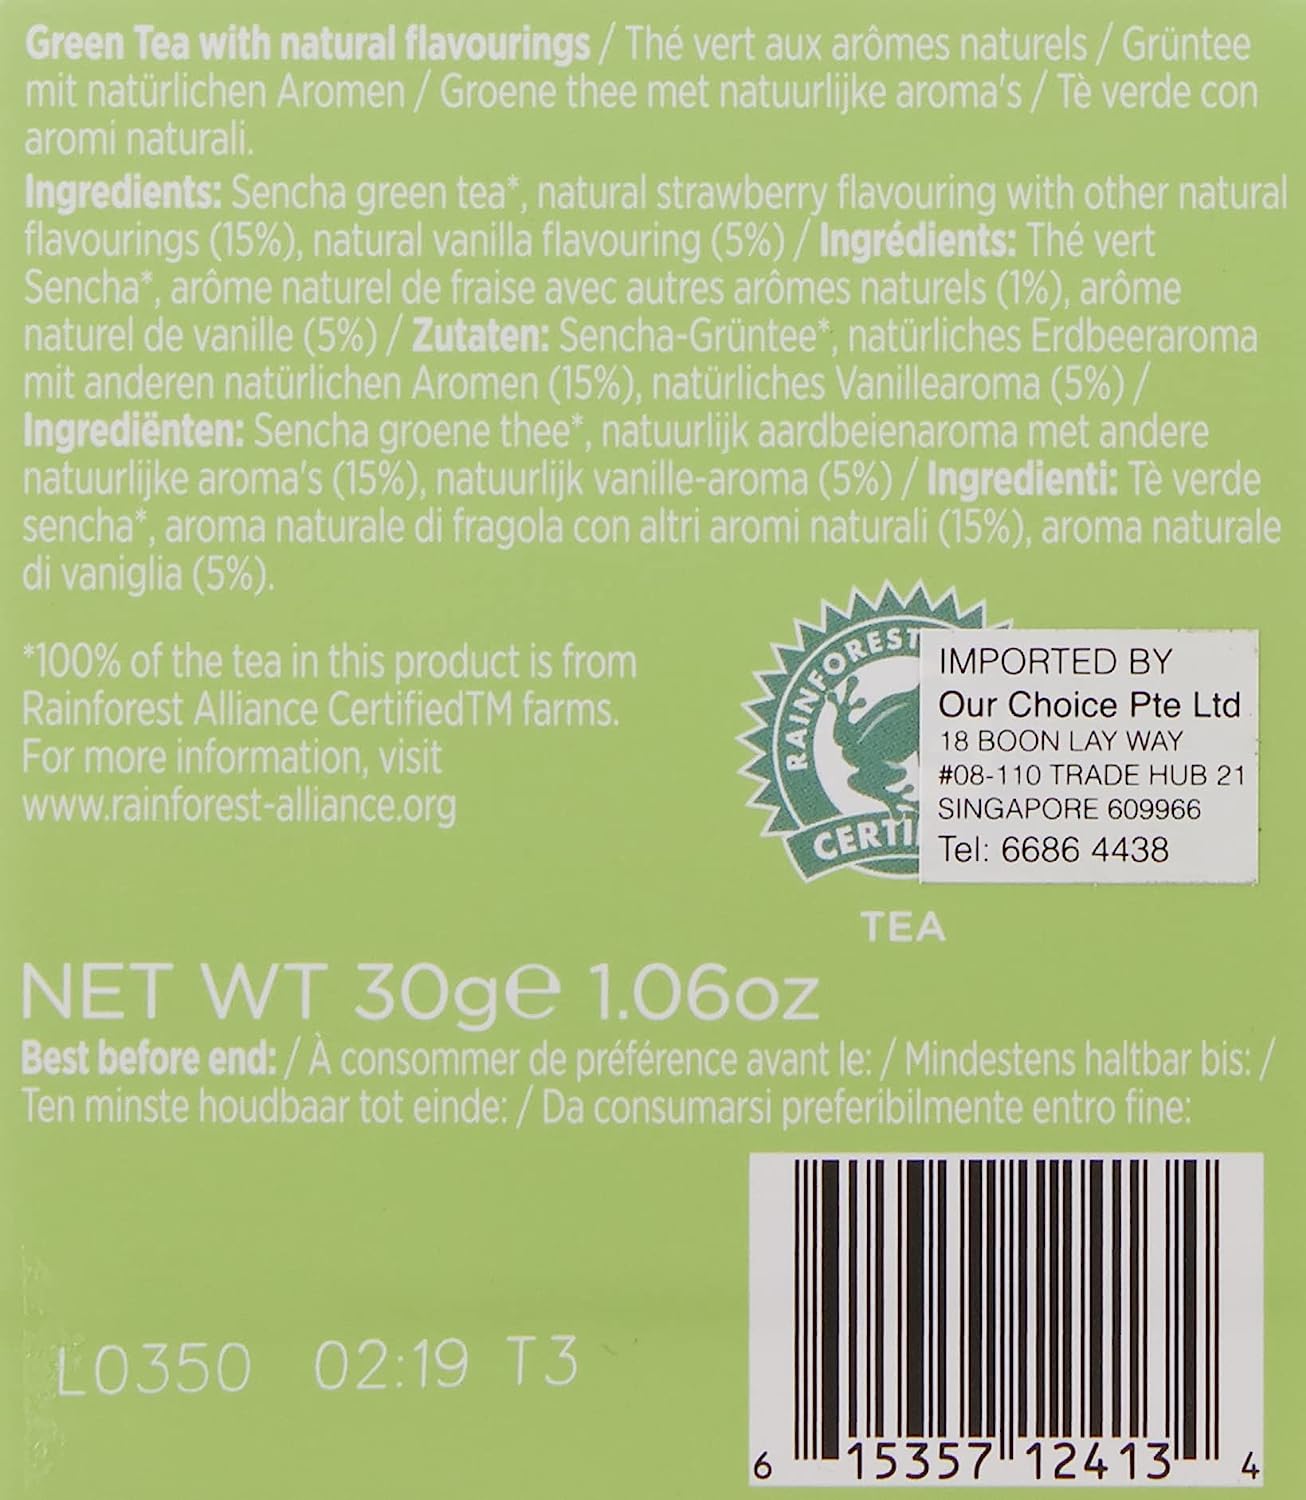 Green Tea with natural flavourings / Thé vert aux arômes naturels / Grüntee
mit natürlichen Aromen / Groene thee met natuurlijke aroma's / Tè verde con
aromi naturali.
Ingredients: Sencha green tea*, natural strawberry flavouring with other natural
flavourings (15%), natural vanilla flavouring (5%) / Ingrédients: Thé vert
Sencha*, arôme naturel de fraise avec autres arômes naturels (1%), arôme
naturel de vanille (5%) / Zutaten: Sencha-Grüntee*, natürliches Erdbeeraroma
mit anderen natürlichen Aromen (15%), natürliches Vanillearoma (5%) /
Ingrediënten: Sencha groene thee*, natuurlijk aardbeienaroma met andere
natuurlijke aroma's (15%), natuurlijk vanille-aroma (5%) / Ingredienti: Tè verde
sencha*, aroma naturale di fragola con altri aromi naturali (15%), aroma naturale
di vaniglia (5%).
*100% of the tea in this product is from
Rainforest Alliance CertifiedTM farms.
For more information, visit
www.rainforest-alliance.org
RAINFOREST
CERTI
TEA
IMPORTED BY
Our Choice Pte Ltd
18 BOON LAY WAY
#08-110 TRADE HUB 21
SINGAPORE 609966
Tel: 6686 4438
NET WT 30g℮ 1.06oz
Best before end: / À consommer de préférence avant le: / Mindestens haltbar bis: /
Ten minste houdbaar tot einde: / Da consumarsi preferibilmente entro fine:
L0350 02:19 T3
6 15357 12413 4